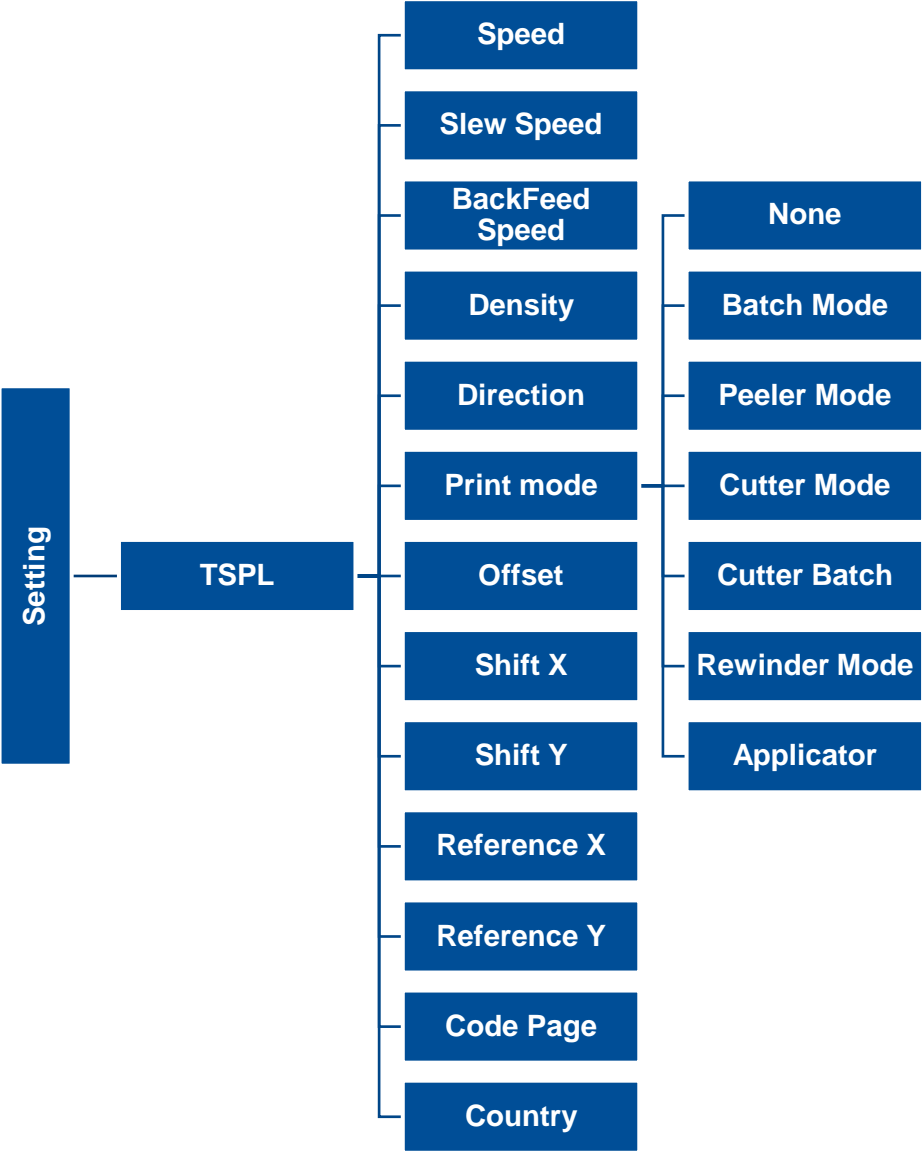 Setting
TSPL
Speed
Slew Speed
BackFeed
Speed
Density
Direction
Print mode
Offset
Shift X
Shift Y
Reference X
Reference Y
Code Page
Country
None
Batch Mode
Peeler Mode
Cutter Mode
Cutter Batch
Rewinder Mode
Applicator